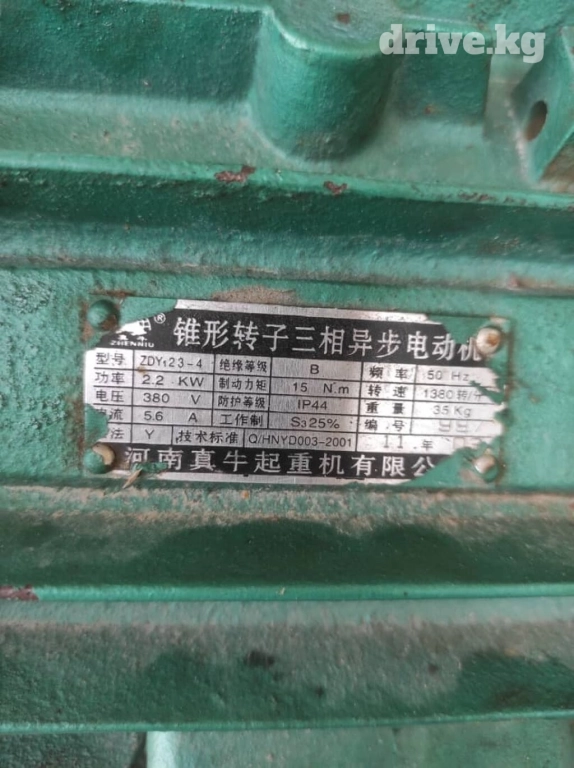 drive.kg
® 锥形转子三相异步电动机
ZHENNIU
型号 ZDY₁23-4 绝缘等级 B 频率 50 Hz
功率 2.2 KW 制动力矩 15 N.m 转速 1380 转/
电压 380 V 防护等级 IP44 重量 35 Kg
流 5.6 A 工作制 S₃25% 编号
法 Y 技术标准 Q/HNYD003-2001 11 年
河南真牛起重机有限公